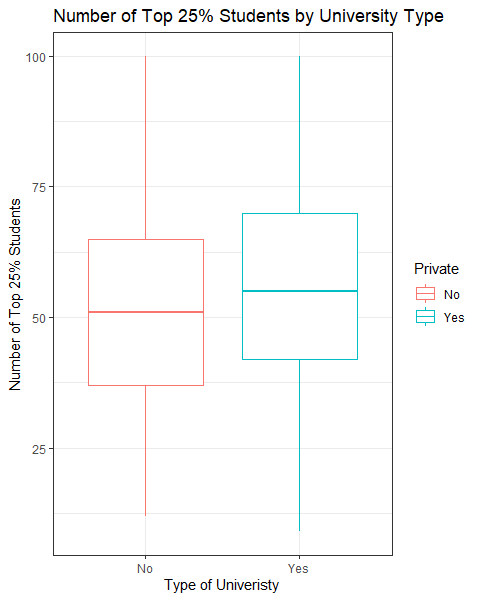 Number of Top 25% Students by University Type
Number of Top 25% Students
100
75
50
25
No
Yes
Type of Univeristy
Private
No
Yes